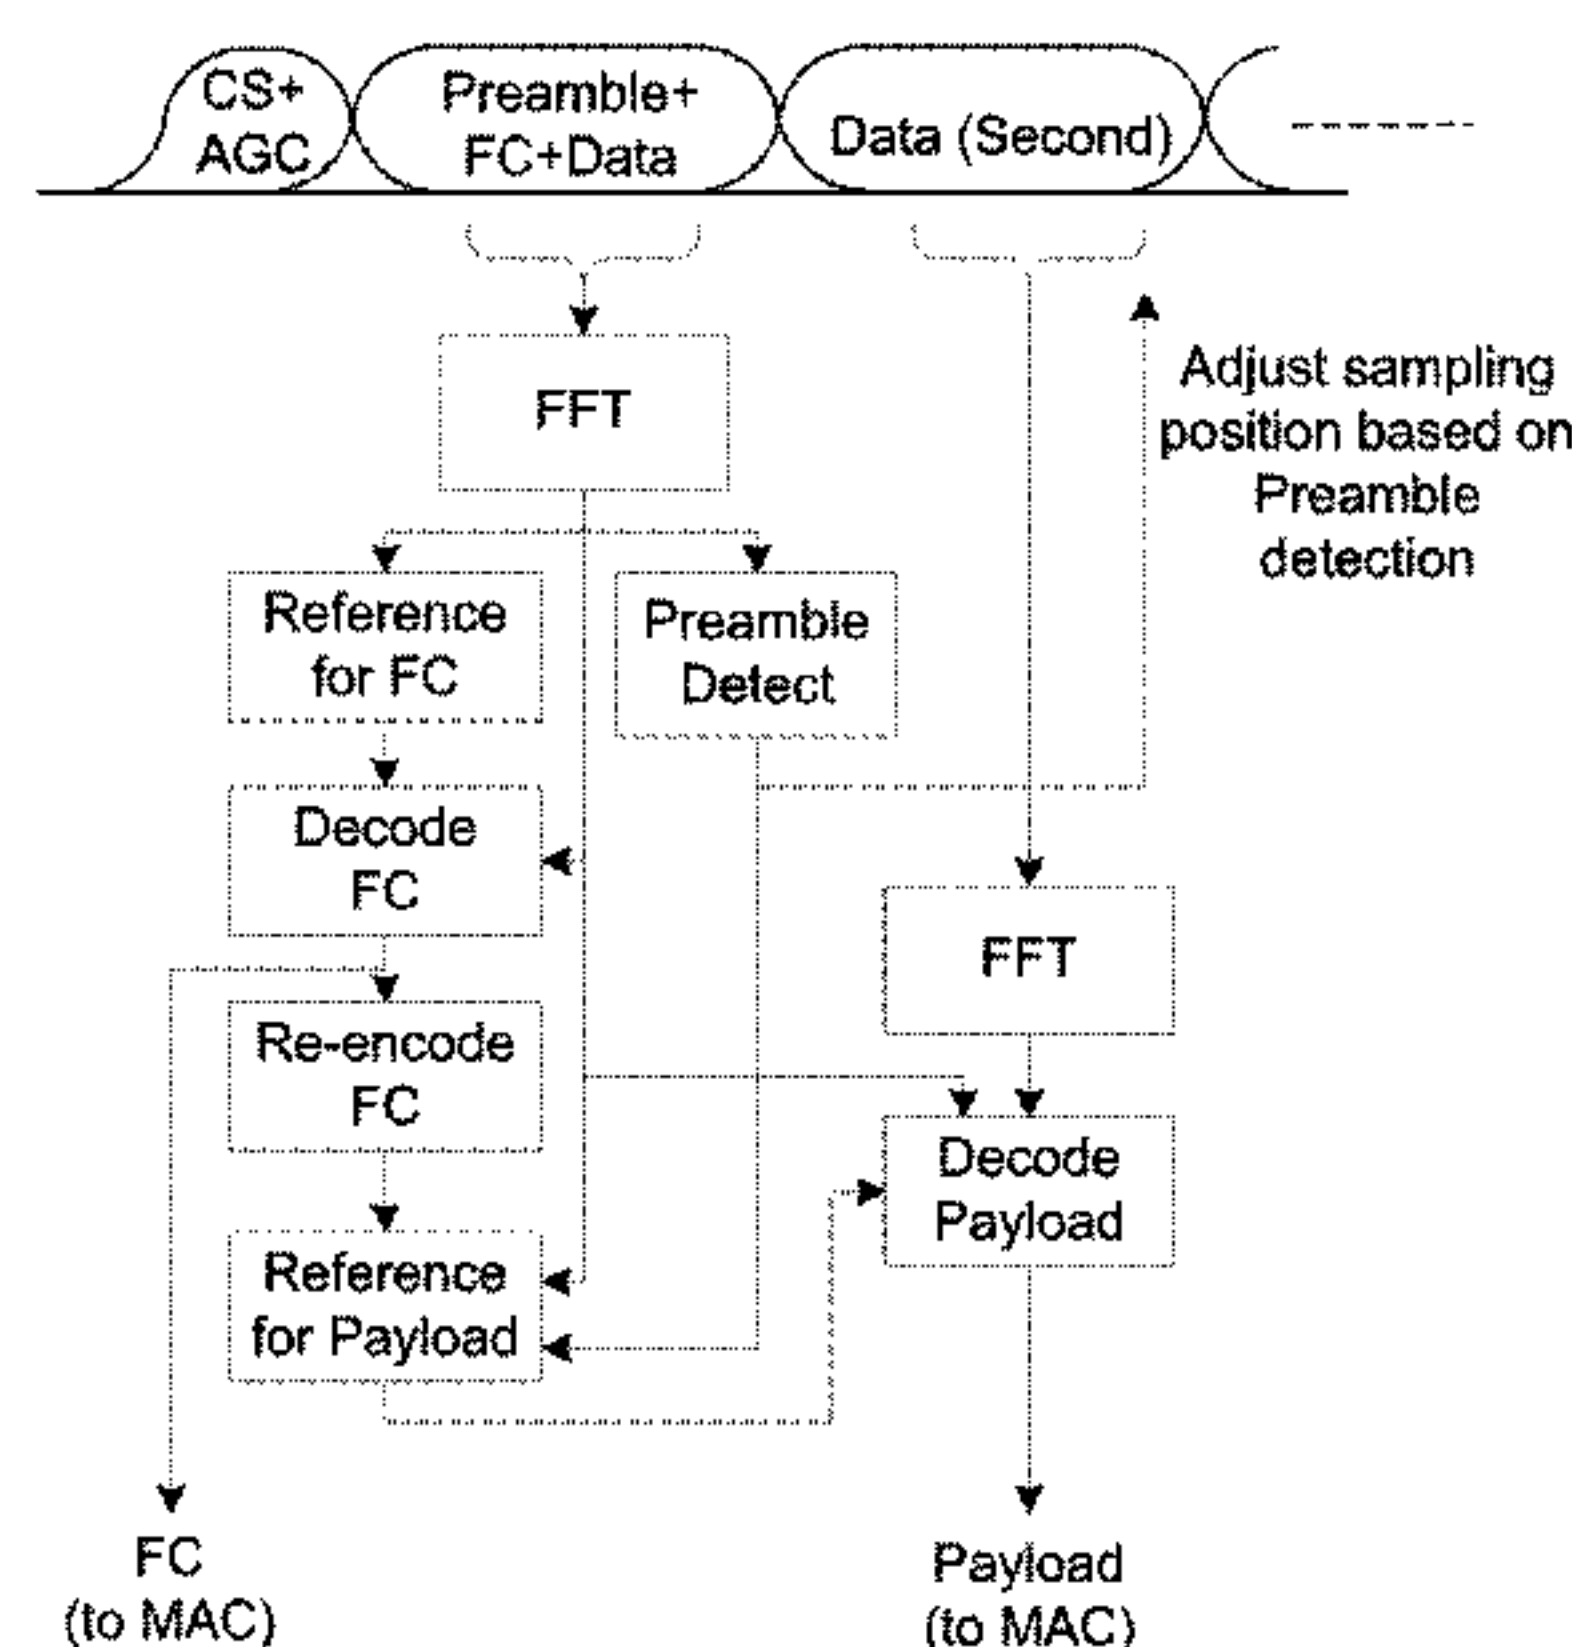 CS+
AGC
Preamble+
FC+Data
Data (Second)
FFT
Adjust sampling
position based on
Preamble
detection
Reference
for FC
Preamble
Detect
Decode
FC
FFT
Re-encode
FC
Decode
Payload
Reference
for Payload
FC
(to MAC)
Payload
(to MAC)